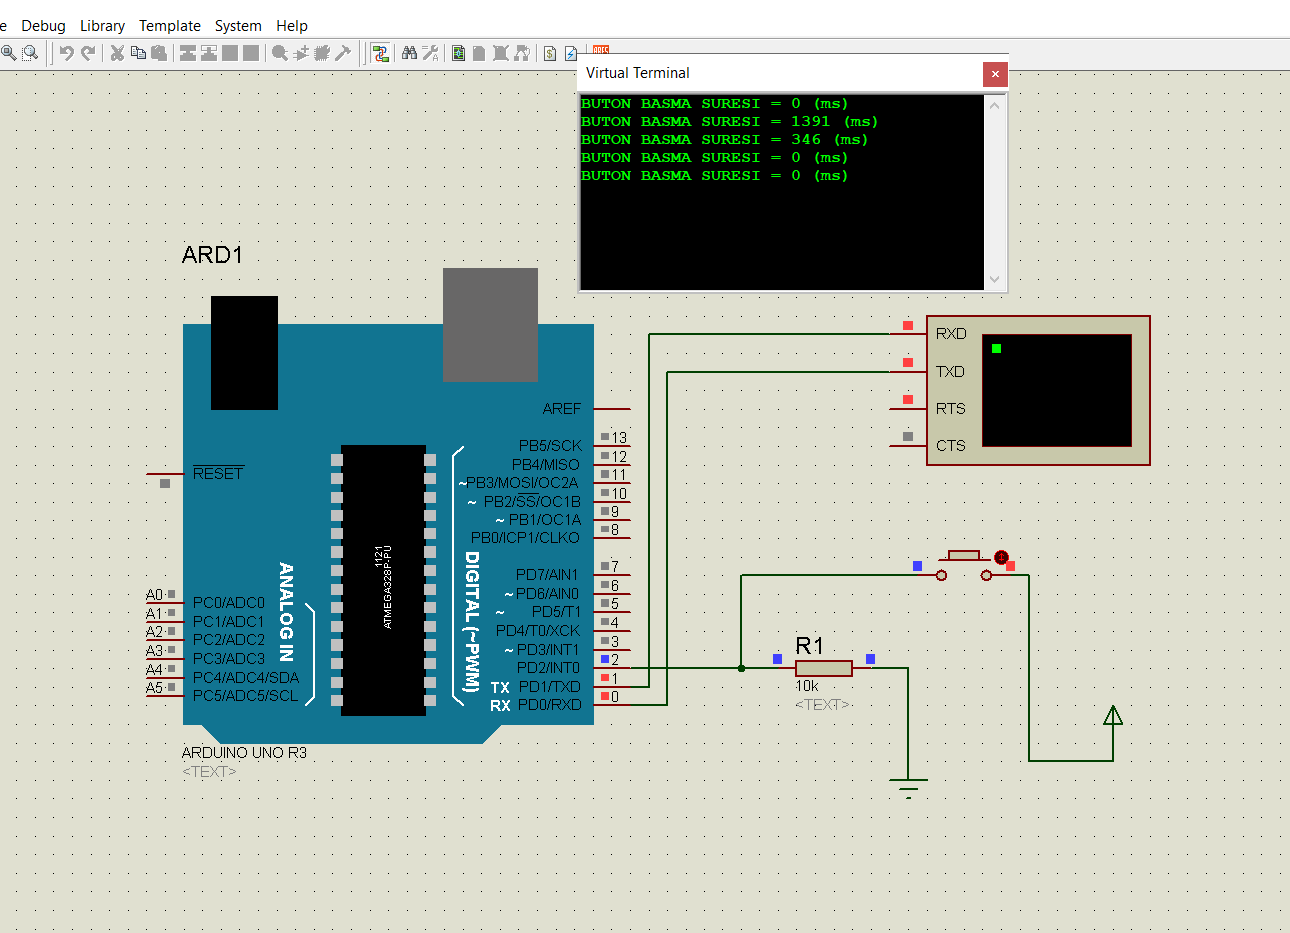 e Debug Library Template System Help
ARES
Virtual Terminal
BUTON BASMA SURESI = 0 (ms)
BUTON BASMA SURESI = 1391 (ms)
BUTON BASMA SURESI = 346 (ms)
BUTON BASMA SURESI = 0 (ms)
BUTON BASMA SURESI = 0 (ms)
ARD1
RESET
AREF
PB5/SCK 13
PB4/MISO 12
~PB3/MOSI/OC2A 11
~ PB2/SS/OC1B 10
~ PB1/OC1A 9
PB0/ICP1/CLKO 8
PD7/AIN1 7
~ PD6/AIN0 6
~ PD5/T1 5
PD4/T0/XCK 4
~ PD3/INT1 3
PD2/INT0 2
TX PD1/TXD 1
RX PD0/RXD 0
DIGITAL (~PWM)
1121
ATMEGA328P-PU
ANALOG IN
A0 PC0/ADC0
A1 PC1/ADC1
A2 PC2/ADC2
A3 PC3/ADC3
A4 PC4/ADC4/SDA
A5 PC5/ADC5/SCL
ARDUINO UNO R3
<TEXT>
RXD
TXD
RTS
CTS
R1
10k
<TEXT>